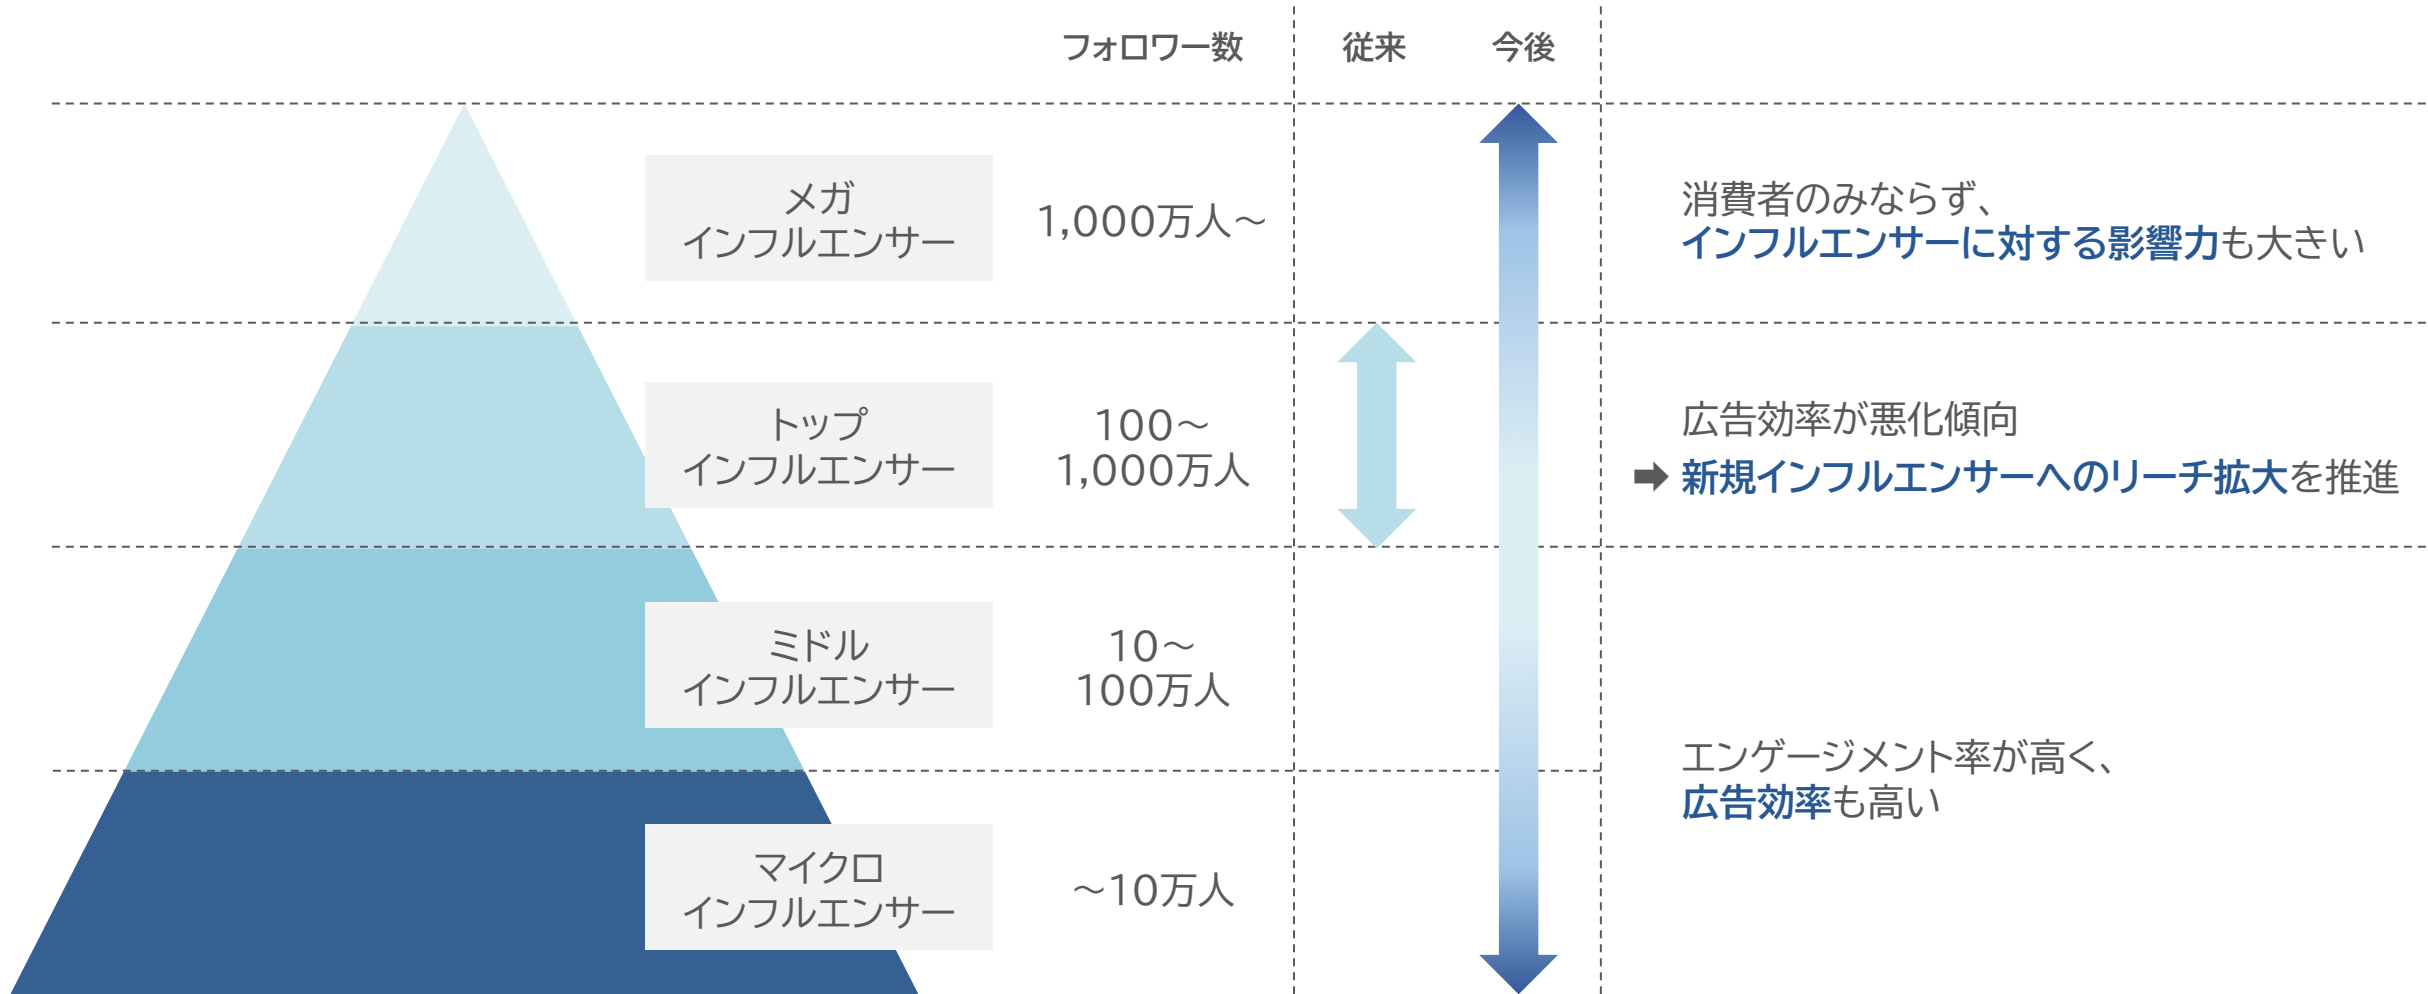 フォロワー数
従来
今後
メガ
インフルエンサー
1,000万人～
消費者のみならず、
インフルエンサーに対する影響力も大きい
トップ
インフルエンサー
100～
1,000万人
広告効率が悪化傾向
➡ 新規インフルエンサーへのリーチ拡大を推進
ミドル
インフルエンサー
10～
100万人
エンゲージメント率が高く、
広告効率も高い
マイクロ
インフルエンサー
～10万人